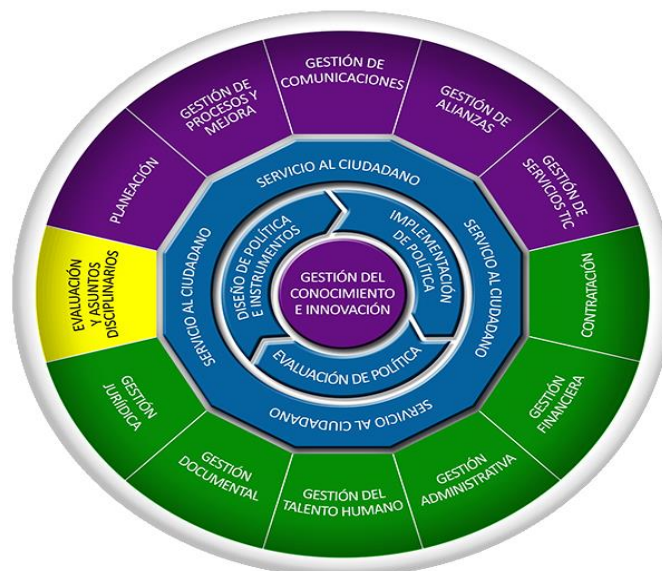 GESTIÓN DE
COMUNICACIONES
GESTIÓN DE
ALIANZAS
GESTIÓN DE
SERVICIOS TIC
CONTRATACIÓN
GESTIÓN
FINANCIERA
GESTIÓN
ADMINISTRATIVA
GESTIÓN DEL
TALENTO HUMANO
GESTIÓN
DOCUMENTAL
GESTIÓN
JURÍDICA
EVALUACIÓN
Y ASUNTOS
DISCIPLINARIOS
PLANEACIÓN
GESTIÓN DE
PROCESOS Y
MEJORA
SERVICIO AL CIUDADANO
SERVICIO AL CIUDADANO
SERVICIO AL CIUDADANO
SERVICIO AL CIUDADANO
DISEÑO DE POLÍTICA
E INSTRUMENTOS
IMPLEMENTACIÓN
DE POLÍTICA
EVALUACIÓN DE POLÍTICA
GESTIÓN DEL
CONOCIMIENTO
E INNOVACIÓN